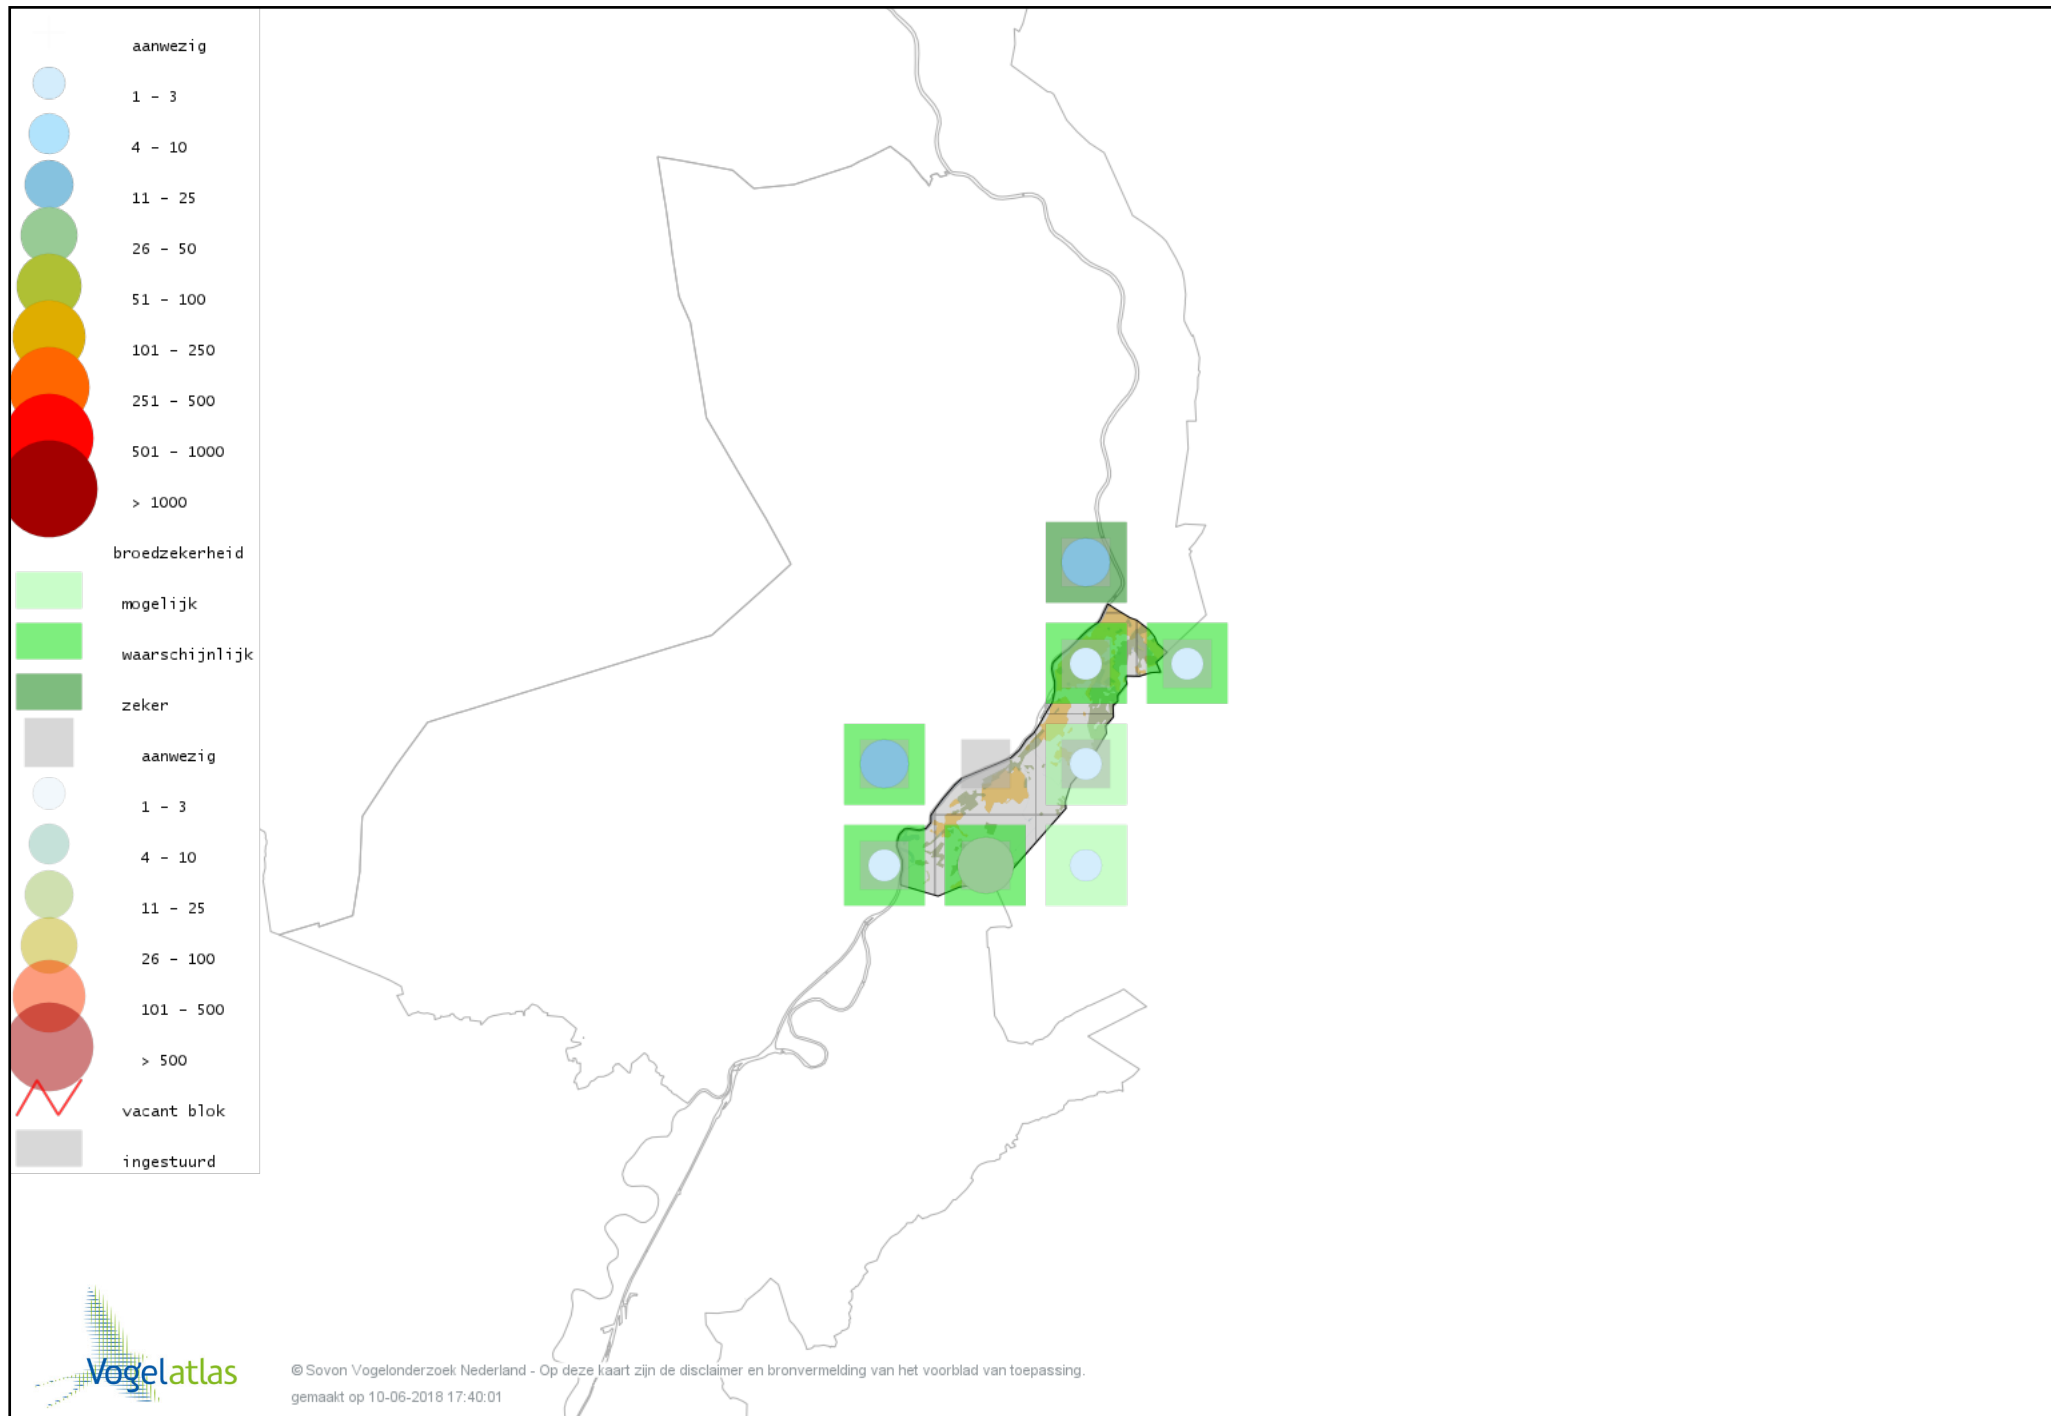 aanwezig
1 - 3
4 - 10
11 - 25
26 - 50
51 - 100
101 - 250
251 - 500
501 - 1000
> 1000
broedzekerheid
mogelijk
waarschijnlijk
zeker
aanwezig
1 - 3
4 - 10
11 - 25
26 - 100
101 - 500
> 500
vacant blok
ingestuurd
Vogelatlas
© Sovon Vogelonderzoek Nederland - Op deze kaart zijn de disclaimer en bronvermelding van het voorblad van toepassing.
gemaakt op 10-06-2018 17:40:01